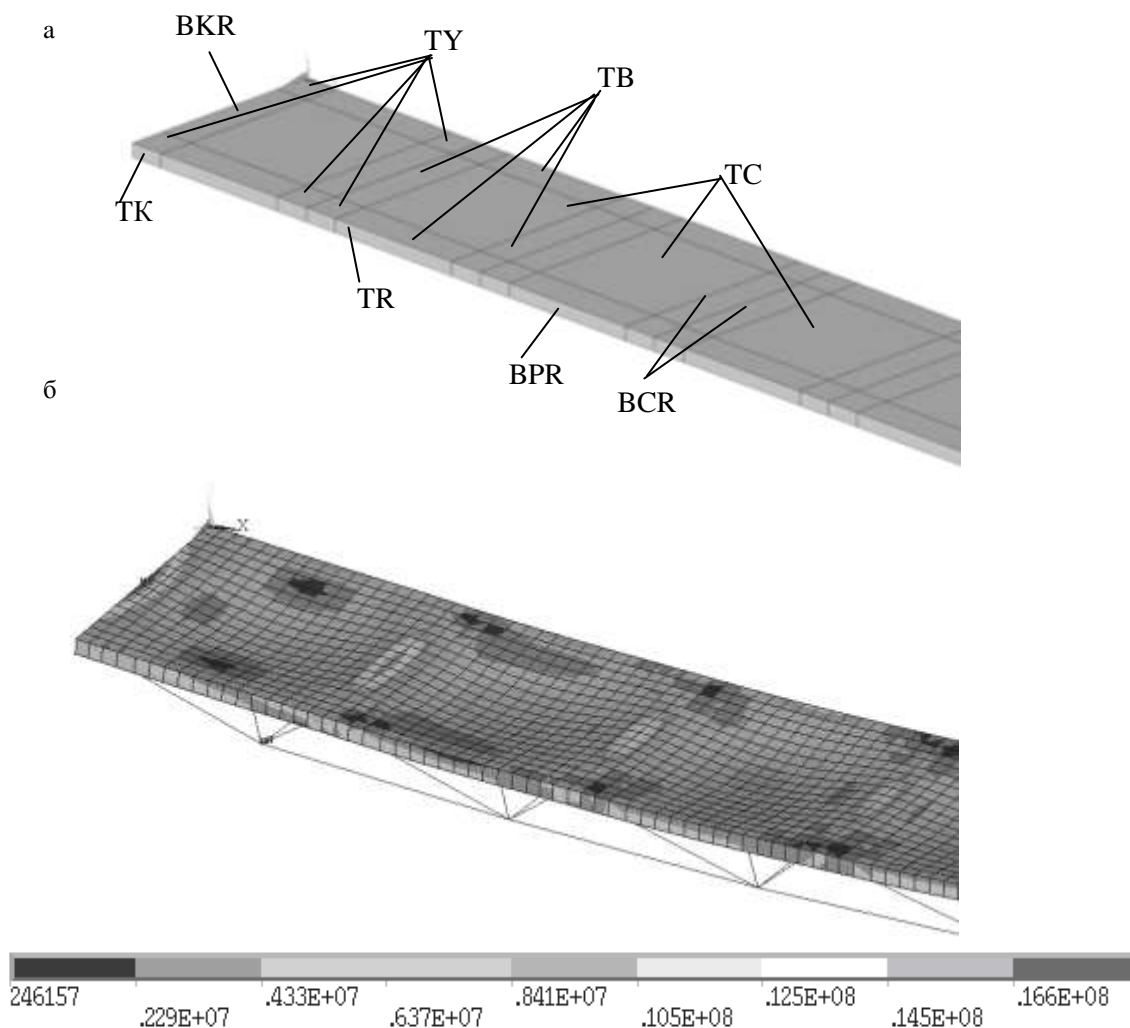 а
BKR
TY
TB
TC
ТК
TR
BPR
BCR
б
X
246157
.229E+07
.433E+07
.637E+07
.841E+07
.105E+08
.125E+08
.145E+08
.166E+08